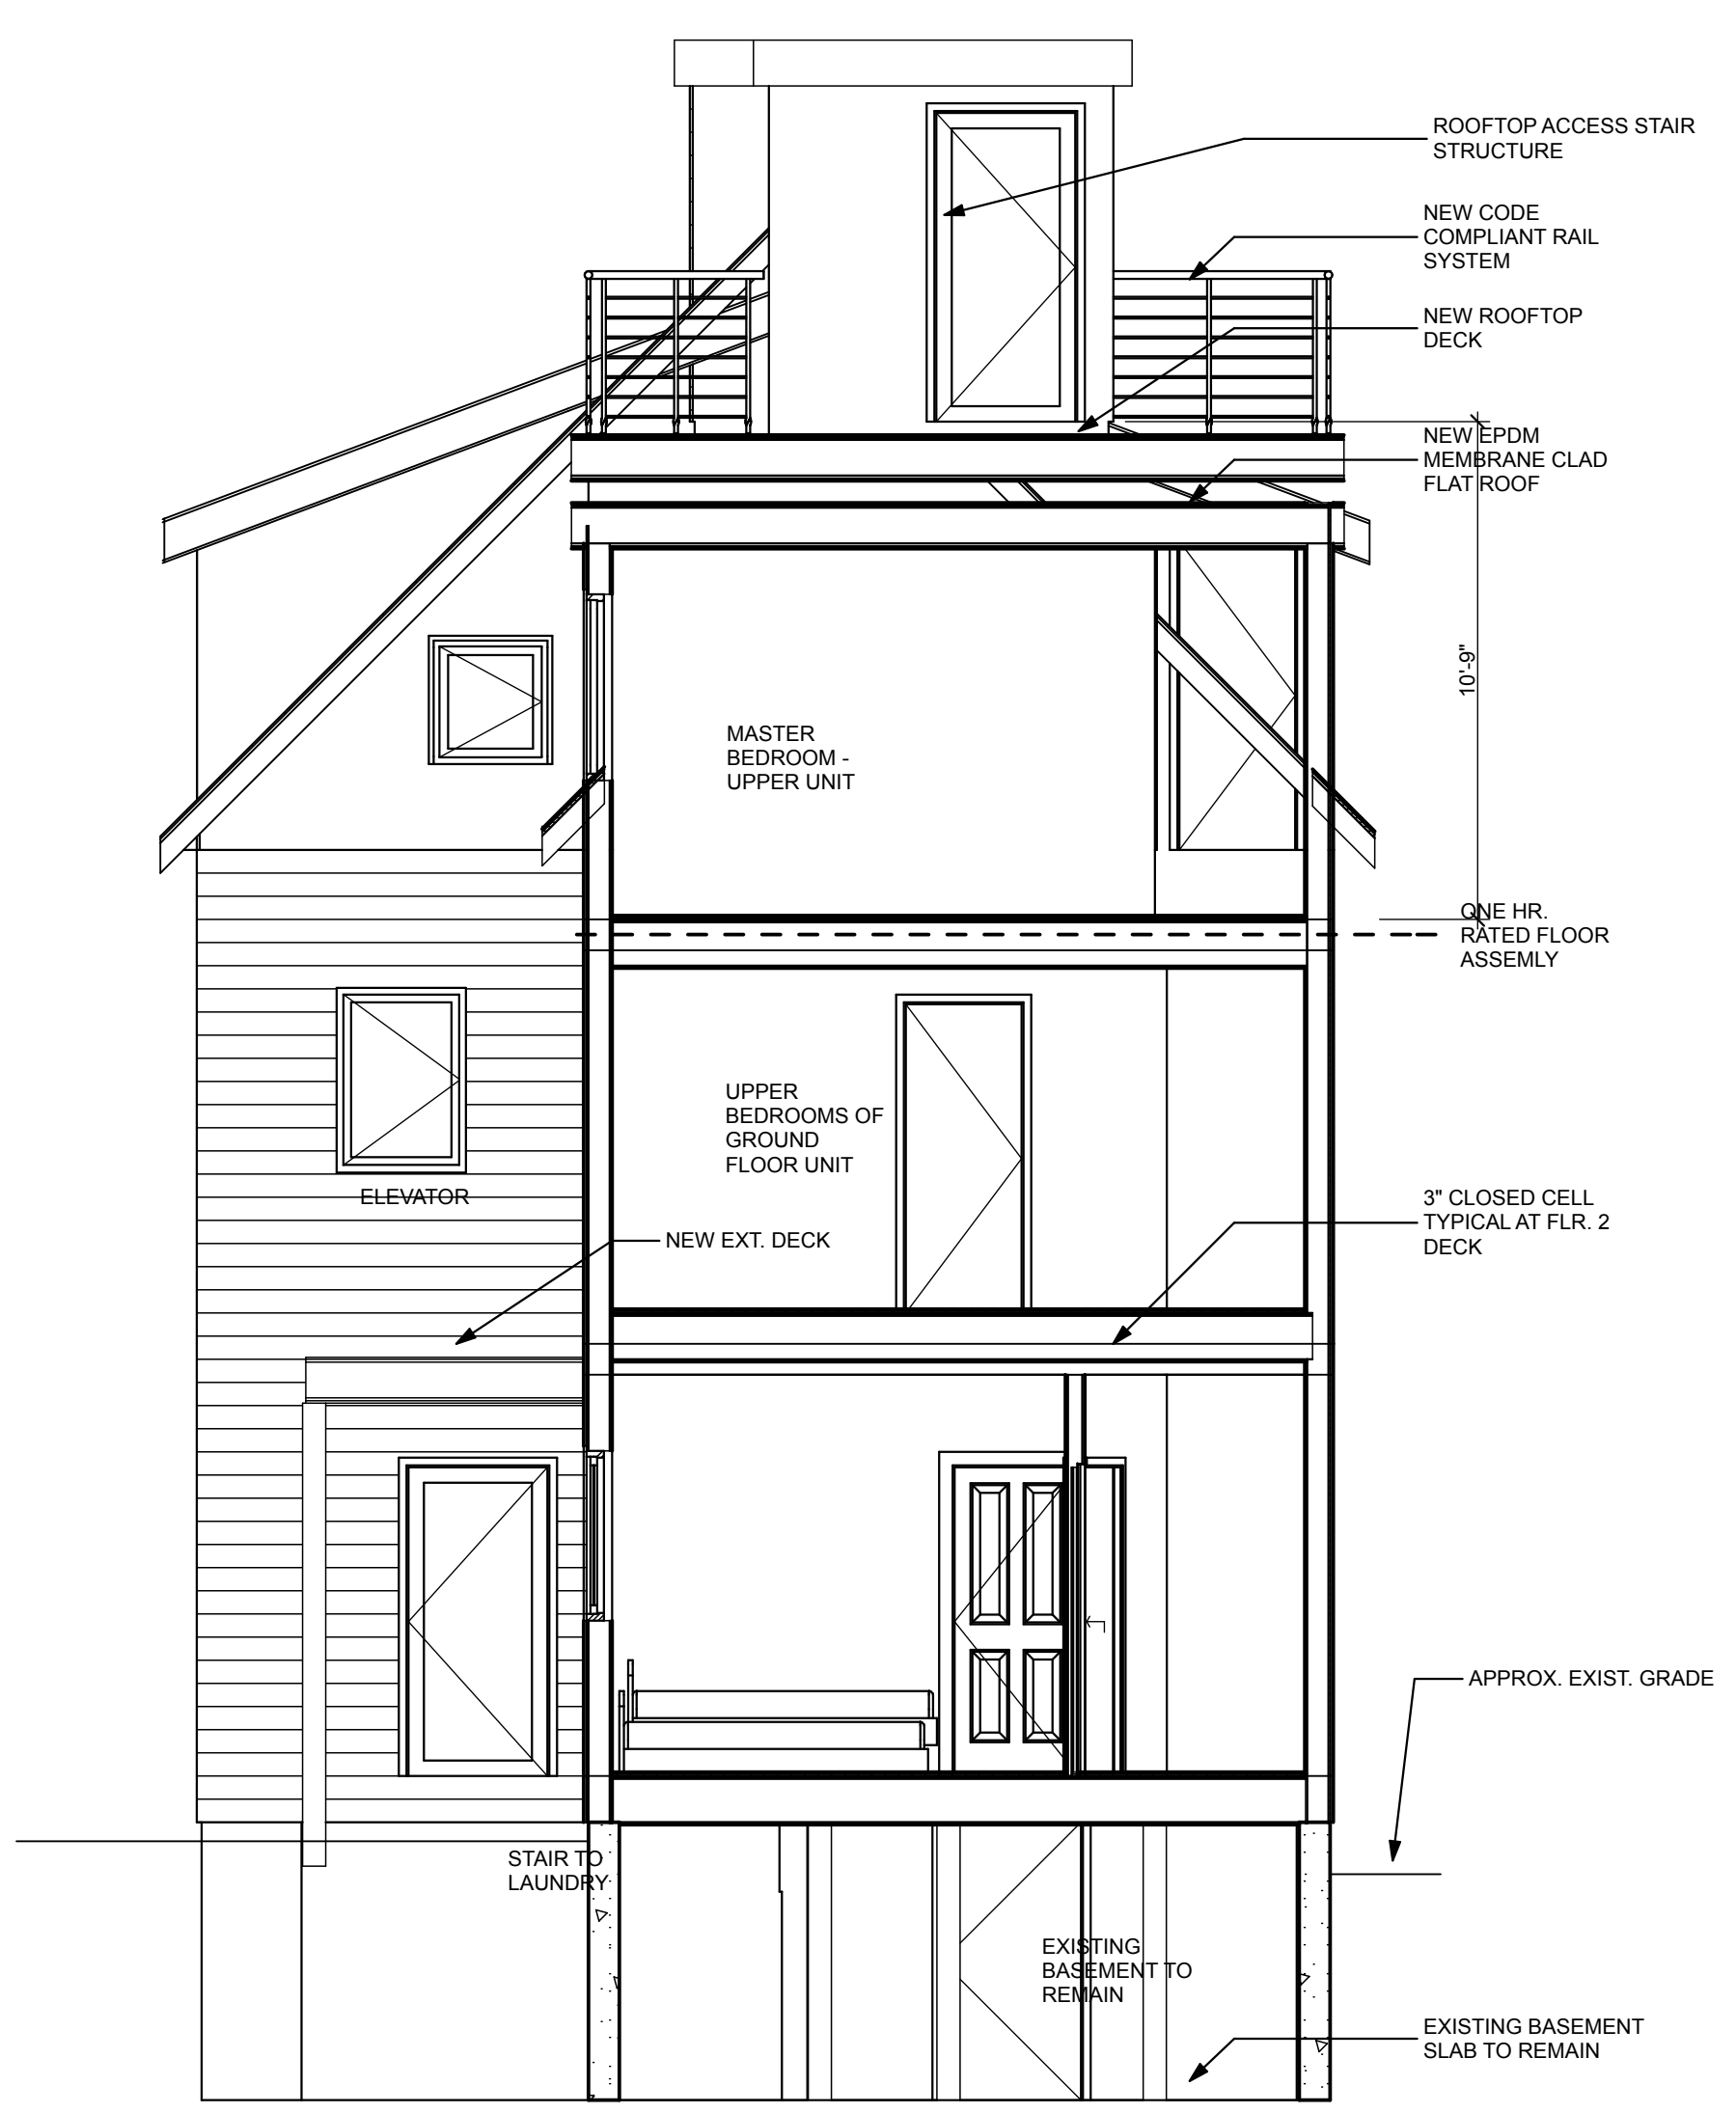 ROOFTOP ACCESS STAIR
STRUCTURE
NEW CODE
COMPLIANT RAIL
SYSTEM
NEW ROOFTOP
DECK
NEW EPDM
MEMBRANE CLAD
FLAT ROOF
10'-9"
MASTER
BEDROOM -
UPPER UNIT
ONE HR.
RATED FLOOR
ASSEMLY
UPPER
BEDROOMS OF
GROUND
FLOOR UNIT
ELEVATOR
3" CLOSED CELL
TYPICAL AT FLR. 2
DECK
NEW EXT. DECK
APPROX. EXIST. GRADE
STAIR TO
LAUNDRY
EXISTING
BASEMENT TO
REMAIN
EXISTING BASEMENT
SLAB TO REMAIN